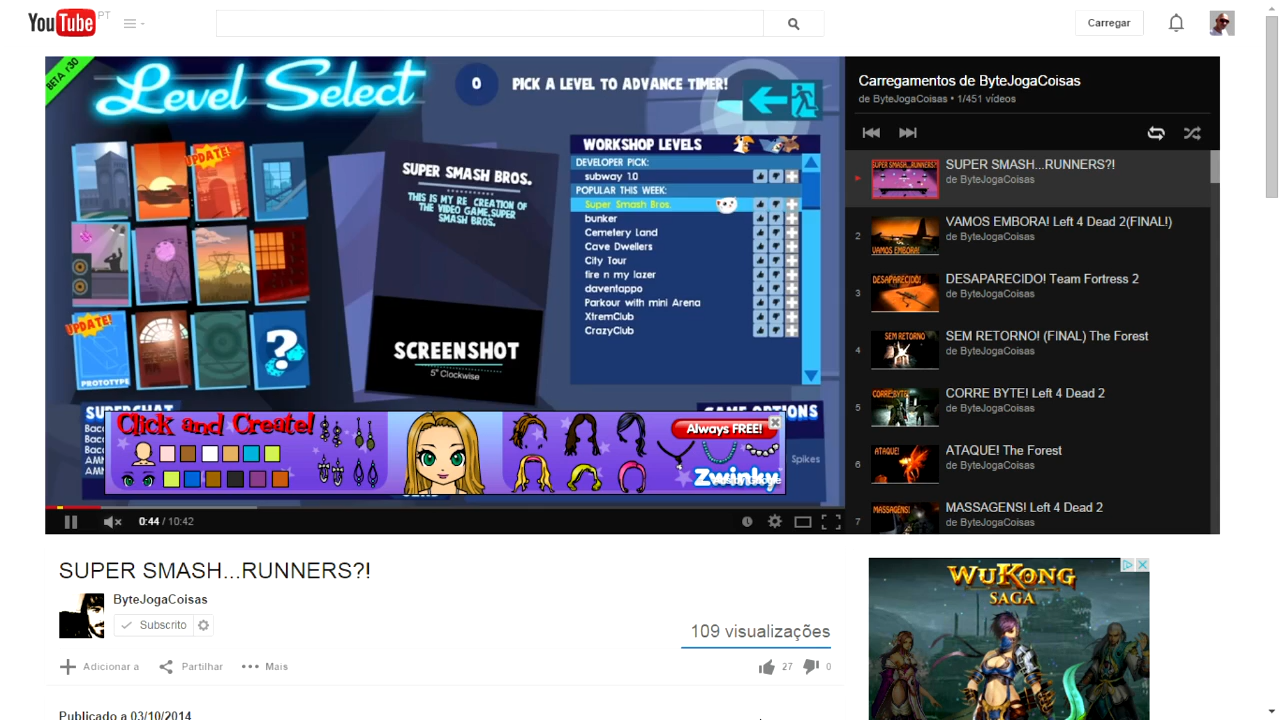 YouTube PT
Carregar
BETA r30
Level Select
0
PICK A LEVEL TO ADVANCE TIMER!
UPDATE!
UPDATE!
PROTOTYPE
?
SUPER SMASH BROS.
THIS IS MY RE CREATION OF
THE VIDEO GAME,SUPER
SMASH BROS.
SCREENSHOT
5" Clockwise
WORKSHOP LEVELS
DEVELOPER PICK:
subway 1.0
POPULAR THIS WEEK:
Super Smash Bros.
bunker
Cemetery Land
Cave Dwellers
City Tour
fire n my lazer
daventappo
Parkour with mini Arena
XtremClub
CrazyClub
SUPERCHAT
GAME OPTIONS
Spikes
Click and Create!
Always FREE!
Zwinky
0:44 / 10:42
Carregamentos de ByteJogaCoisas
de ByteJogaCoisas • 1/451 vídeos
SUPER SMASH...RUNNERS?!
SUPER SMASH...RUNNERS?!
de ByteJogaCoisas
2
VAMOS EMBORA!
VAMOS EMBORA! Left 4 Dead 2(FINAL!)
de ByteJogaCoisas
3
DESAPARECIDO!
DESAPARECIDO! Team Fortress 2
de ByteJogaCoisas
4
SEM RETORNO
SEM RETORNO! (FINAL) The Forest
de ByteJogaCoisas
5
CORRE BYTE!
CORRE BYTE! Left 4 Dead 2
de ByteJogaCoisas
6
ATAQUE!
ATAQUE! The Forest
de ByteJogaCoisas
7
MASSAGENS!
MASSAGENS! Left 4 Dead 2
de ByteJogaCoisas
SUPER SMASH...RUNNERS?!
ByteJogaCoisas
Subscrito
109 visualizações
Adicionar a
Partilhar
Mais
27
0
Publicado a 03/10/2014
WUKONG
SAGA